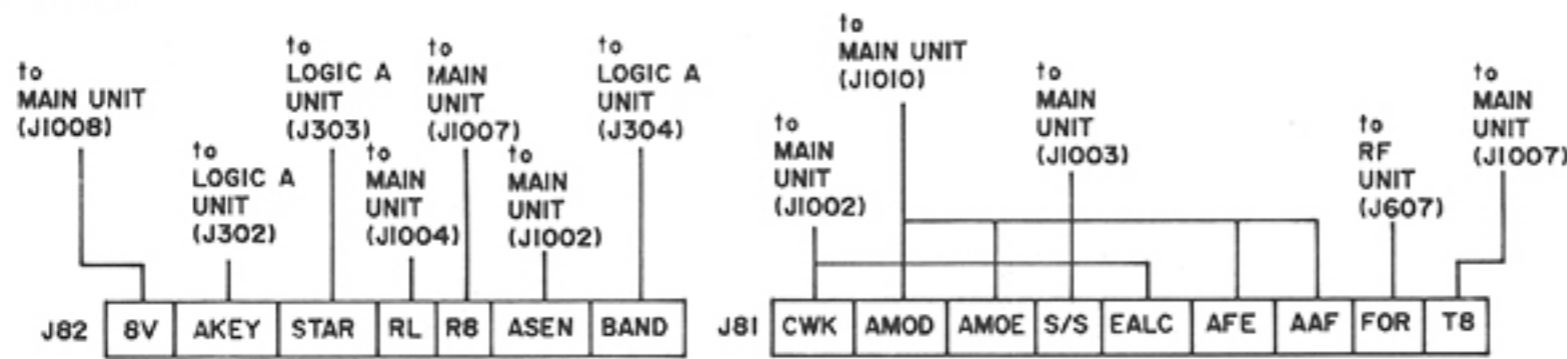 to
MAIN UNIT
(J1008)
to
LOGIC A
UNIT
(J302)
to
LOGIC A
UNIT
(J303)
to
MAIN
UNIT
(J1004)
to
MAIN
UNIT
(J1007)
to
MAIN
UNIT
(J1002)
to
LOGIC A
UNIT
(J304)
J82 8V AKEY STAR RL R8 ASEN BAND
to
MAIN
UNIT
(J1002)
to
MAIN UNIT
(J1010)
to
MAIN
UNIT
(J1003)
to
RF
UNIT
(J607)
to
MAIN
UNIT
(J1007)
J81 CWK AMOD AMOE S/S EALC AFE AAF FOR T8